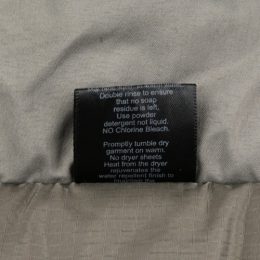 Double rinse to ensure
that no soap
residue is left,
Use powder
detergent not liquid.
NO Chlorine Bleach.
Promptly tumble dry
garment on warm.
No dryer sheets
Heat from the dryer
rejuvenates the
water repellent finish to